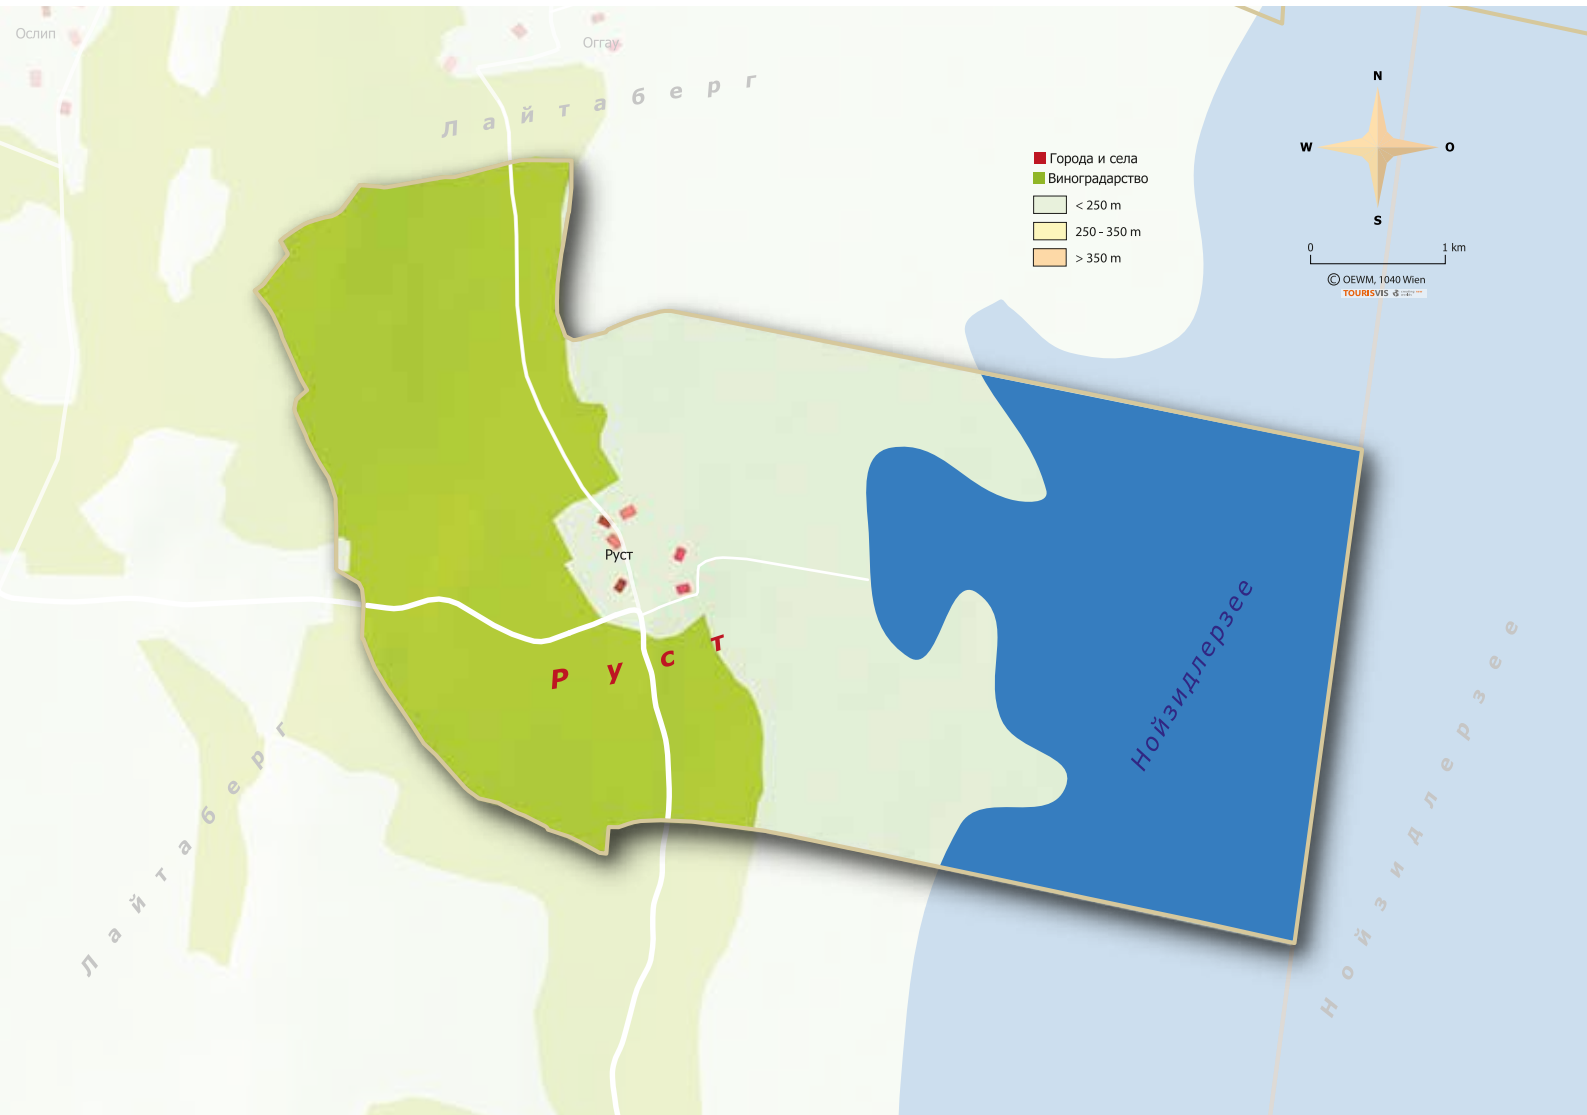 Ослип
Оггау
Лайтаберг
N
W
O
S
Города и села
Виноградарство
< 250 m
250 - 350 m
> 350 m
0
1 km
© OEWM, 1040 Wien
TOURISVIS
Руст
Руст
Нойзидлерзее
Нойзидлерзее
Лайтаберг